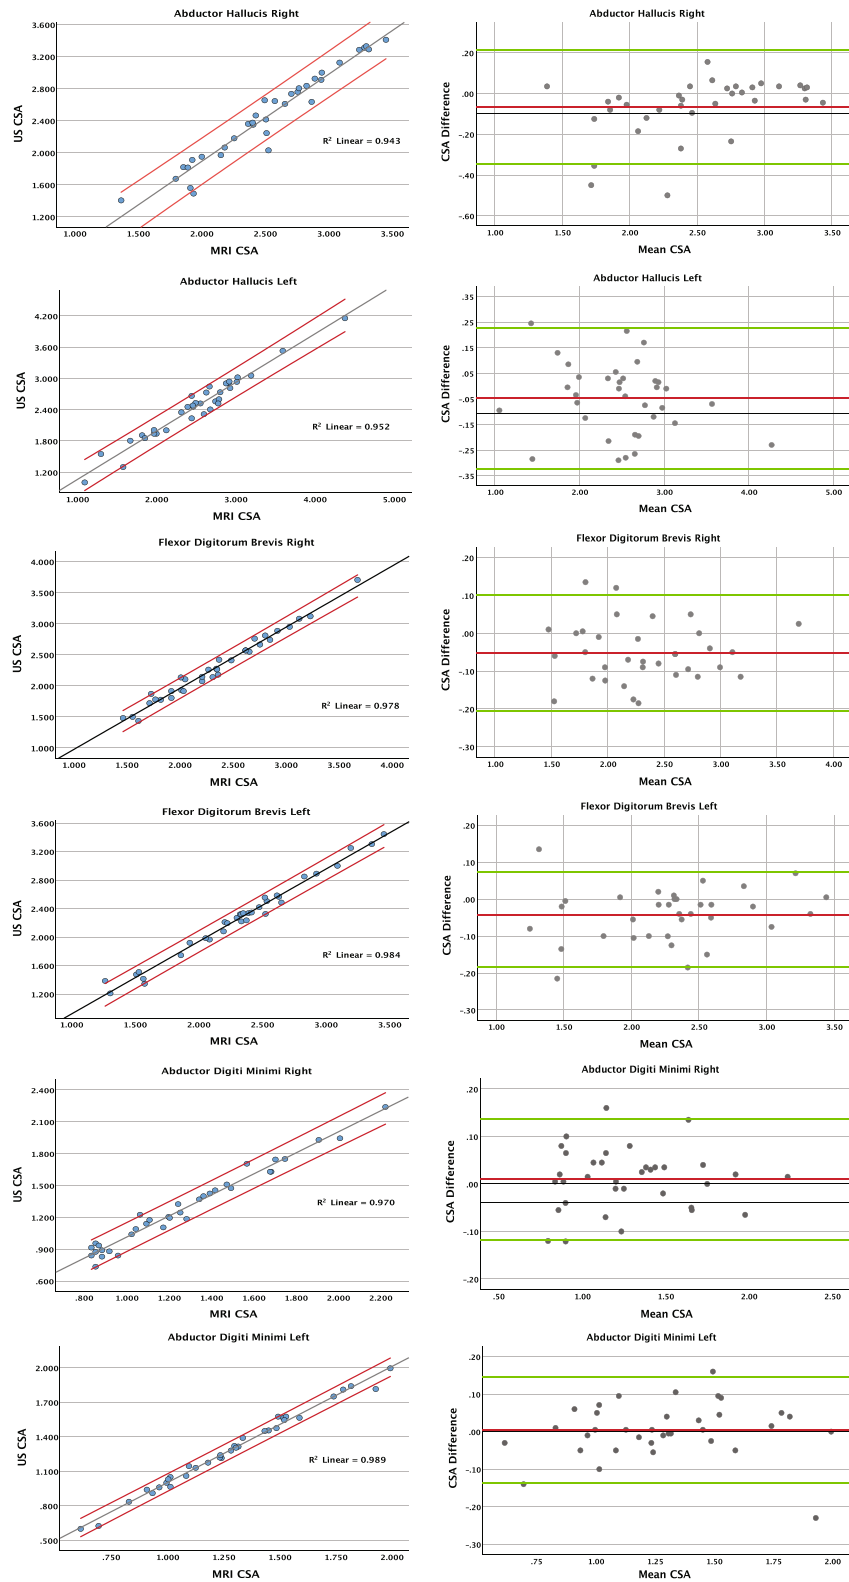 Abductor Hallucis Right
US CSA
3.600
3.200
2.800
2.400
2.000
1.600
1.200
R² Linear = 0.943
1.000 1.500 2.000 2.500 3.000 3.500
MRI CSA
Abductor Hallucis Right
CSA Difference
.20
.00
-.20
-.40
-.60
1.00 1.50 2.00 2.50 3.00 3.50
Mean CSA
Abductor Hallucis Left
US CSA
4.200
3.600
3.000
2.400
1.800
1.200
R² Linear = 0.952
1.000 2.000 3.000 4.000 5.000
MRI CSA
Abductor Hallucis Left
CSA Difference
.35
.25
.15
.05
-.05
-.15
-.25
-.35
1.00 2.00 3.00 4.00 5.00
Mean CSA
Flexor Digitorum Brevis Right
US CSA
4.000
3.500
3.000
2.500
2.000
1.500
1.000
R² Linear = 0.978
1.000 1.500 2.000 2.500 3.000 3.500 4.000
MRI CSA
Flexor Digitorum Brevis Right
CSA Difference
.20
.10
.00
-.10
-.20
-.30
1.00 1.50 2.00 2.50 3.00 3.50 4.00
Mean CSA
Flexor Digitorum Brevis Left
US CSA
3.600
3.200
2.800
2.400
2.000
1.600
1.200
R² Linear = 0.984
1.000 1.500 2.000 2.500 3.000 3.500
MRI CSA
Flexor Digitorum Brevis Left
CSA Difference
.20
.10
.00
-.10
-.20
-.30
1.00 1.50 2.00 2.50 3.00 3.50
Mean CSA
Abductor Digiti Minimi Right
US CSA
2.400
2.100
1.800
1.500
1.200
.900
.600
R² Linear = 0.970
.800 1.000 1.200 1.400 1.600 1.800 2.000 2.200
MRI CSA
Abductor Digiti Minimi Right
CSA Difference
.20
.10
.00
-.10
-.20
.50 1.00 1.50 2.00 2.50
Mean CSA
Abductor Digiti Minimi Left
US CSA
2.000
1.700
1.400
1.100
.800
.500
R² Linear = 0.989
.750 1.000 1.250 1.500 1.750 2.000
MRI CSA
Abductor Digiti Minimi Left
CSA Difference
.20
.10
.00
-.10
-.20
-.30
.75 1.00 1.25 1.50 1.75 2.00
Mean CSA